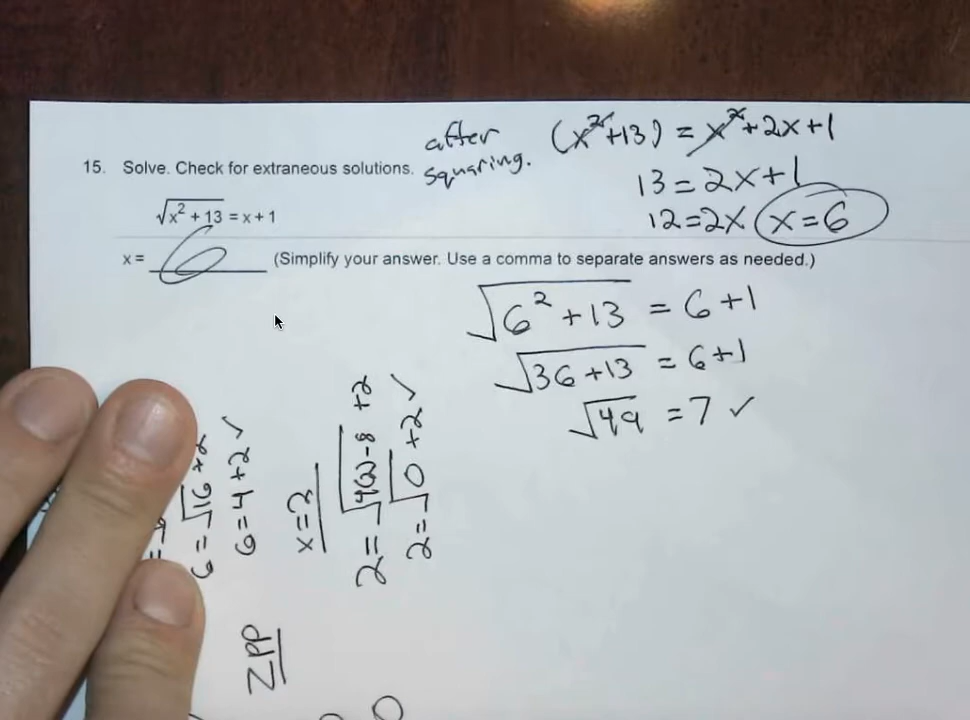 15. Solve. Check for extraneous solutions.
√x² + 13 = x + 1
x = 6 (Simplify your answer. Use a comma to separate answers as needed.)
after
squaring.
(x²+13) = x²+2x+1
13=2x+1
12=2x x=6
√6²+13 = 6+1
√36+13 = 6+1
√49 = 7 ✓
6=√16+2
6=4+2 ✓
x=2
2=√4(2)-8 +2
2=√0+2 ✓
ZPP